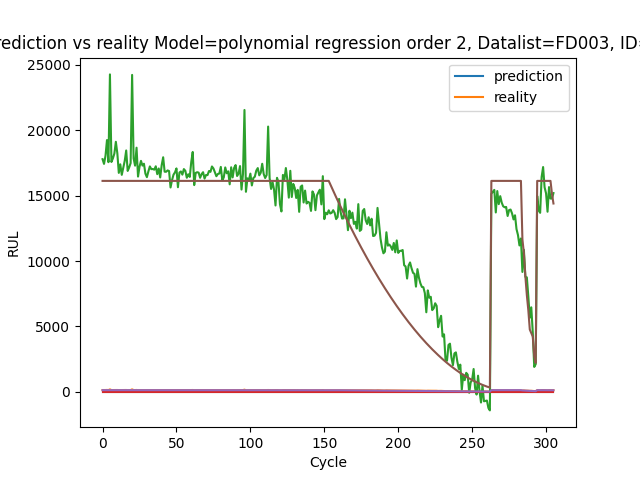 rediction vs reality Model=polynomial regression order 2, Datalist=FD003, ID=
25000
20000
15000
10000
5000
0
RUL
0 50 100 150 200 250 300
Cycle
prediction
reality